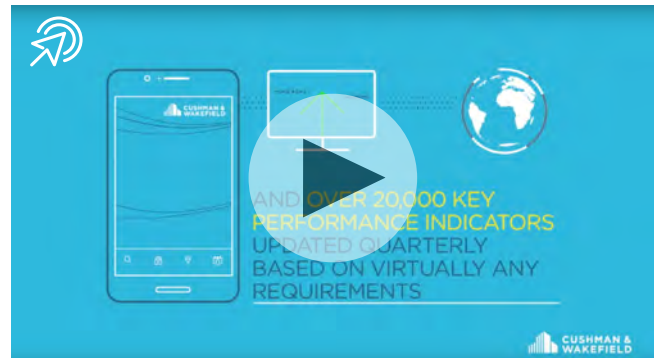 CUSHMAN &
WAKEFIELD
AND OVER 20,000 KEY
PERFORMANCE INDICATORS
UPDATED QUARTERLY
BASED ON VIRTUALLY ANY
REQUIREMENTS
CUSHMAN &
WAKEFIELD